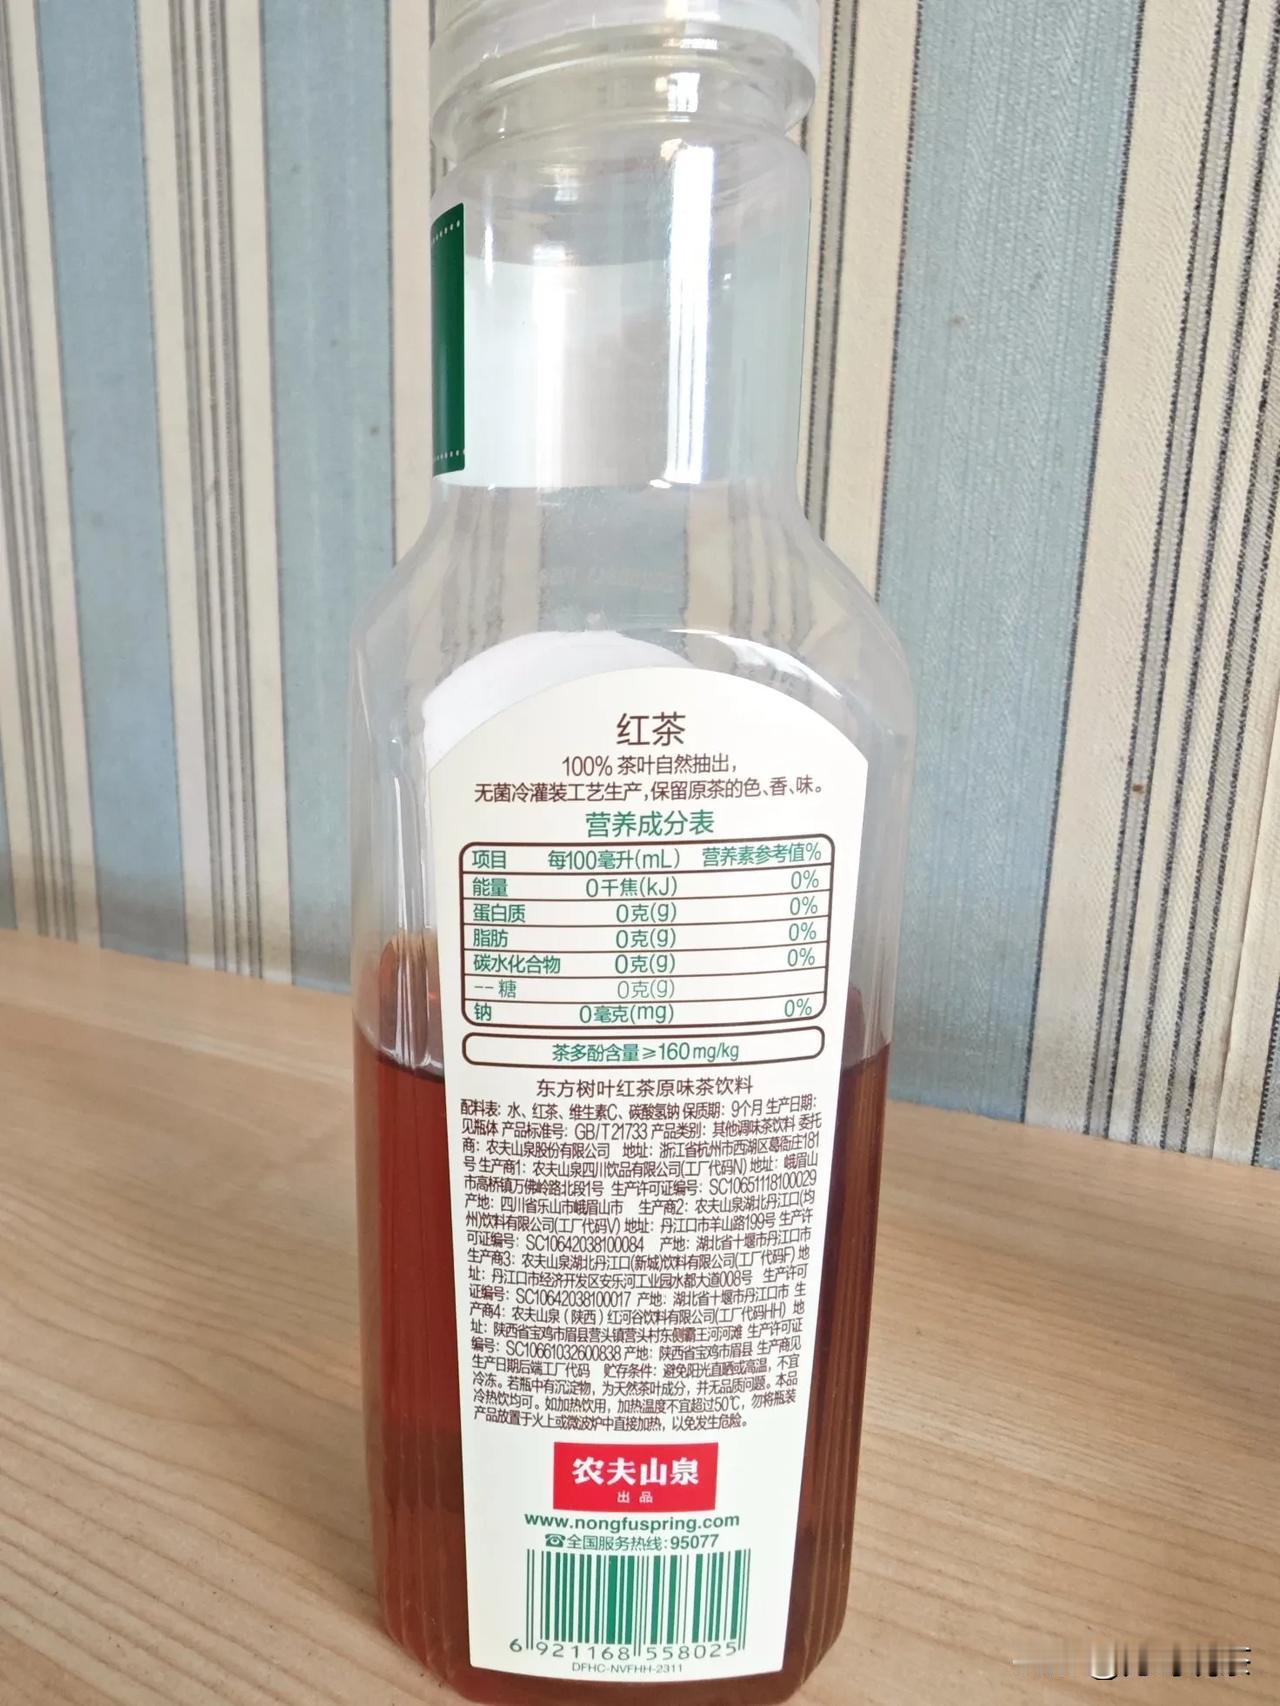 红茶
100% 茶叶自然抽出，
无菌冷灌装工艺生产，保留原茶的色、香、味。
营养成分表
项目 每100毫升(mL) 营养素参考值%
能量 0千焦(kJ) 0%
蛋白质 0克(g) 0%
脂肪 0克(g) 0%
碳水化合物 0克(g) 0%
--糖 0克(g)
钠 0毫克(mg) 0%
茶多酚含量≥160mg/kg
东方树叶红茶原味茶饮料
配料表：水、红茶、维生素C、碳酸氢钠 保质期：9个月 生产日期：
见瓶体 产品标准号：GB/T 21733 产品类别：其他调味茶饮料 委托
商：农夫山泉股份有限公司 地址：浙江省杭州市西湖区葛衙庄181
号 生产商1：农夫山泉四川饮品有限公司(工厂代码N) 地址：峨眉山
市高桥镇万佛岭路北段1号 生产许可证编号：SC10651118100029
产地：四川省乐山市峨眉山市 生产商2：农夫山泉湖北丹江口(均
州)饮料有限公司(工厂代码V) 地址：丹江口市羊山路199号 生产许
可证编号：SC10642038100084 产地：湖北省十堰市丹江口市
生产商3：农夫山泉湖北丹江口(新城)饮料有限公司(工厂代码F) 地
址：丹江口市经济开发区安乐河工业园水都大道008号 生产许可
证编号：SC10642038100017 产地：湖北省十堰市丹江口市 生
产商4：农夫山泉（陕西）红河谷饮料有限公司(工厂代码HH) 地
址：陕西省宝鸡市眉县营头镇营头村东侧霸王河河滩 生产许可证
编号：SC10661032600838 产地：陕西省宝鸡市眉县 生产商见
生产日期后端工厂代码 贮存条件：避免阳光直晒或高温，不宜
冷冻。若瓶中有沉淀物，为天然茶叶成分，并无品质问题。本品
冷热饮均可。如加热饮用，加热温度不宜超过50℃，勿将瓶装
产品放置于火上或微波炉中直接加热，以免发生危险。
农夫山泉
出品
www.nongfuspring.com
☎全国服务热线：95077
6 921168 558025
DFHC-NVFHH-2311